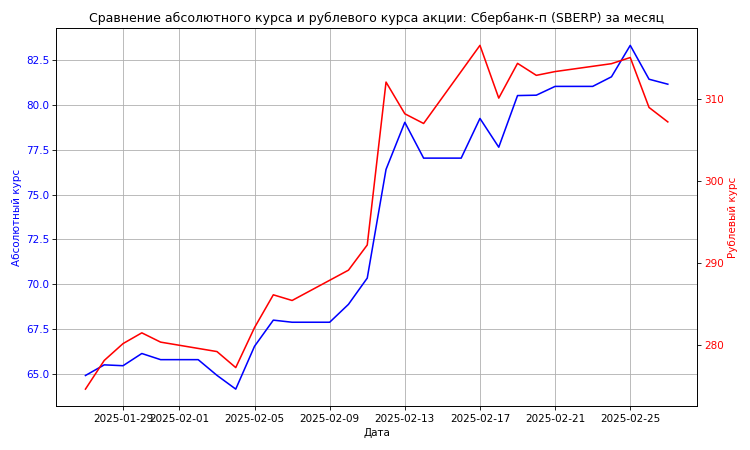 Сравнение абсолютного курса и рублевого курса акции: Сбербанк-п (SBERP) за месяц
82.5
80.0
77.5
75.0
72.5
70.0
67.5
65.0
Абсолютный курс
310
300
290
280
Рублевый курс
2025-01-29 2025-02-01 2025-02-05 2025-02-09 2025-02-13 2025-02-17 2025-02-21 2025-02-25
Дата